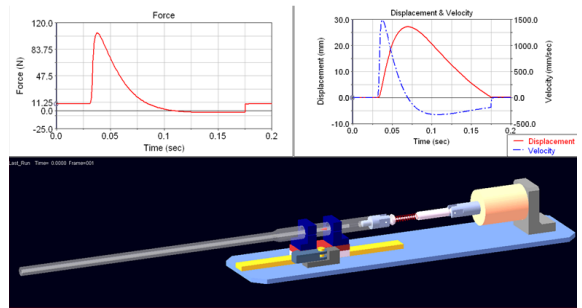 Force
120.0
83.75
47.5
11.25
0.0
-25.0
Force (N)
0.0
0.05
0.1
0.15
0.2
Time (sec)
Displacement & Velocity
30.0
20.0
10.0
0.0
-10.0
Displacement (mm)
1500.0
1000.0
500.0
0.0
-500.0
Velocity (mm/sec)
0.0
0.05
0.1
0.15
0.2
Time (sec)
Displacement
Velocity
Last_Run Time= 0.0000 Frame=001